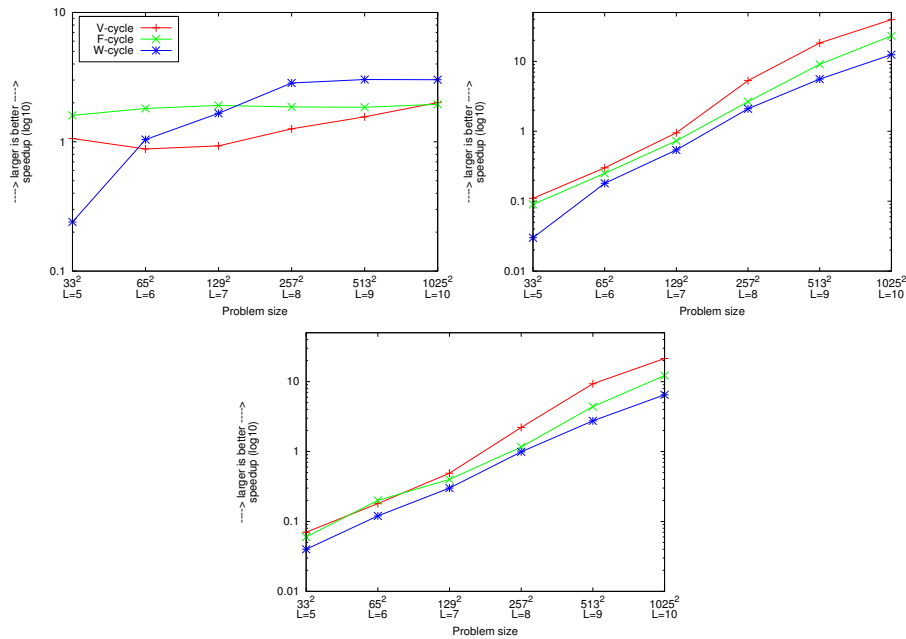 10
1
0.1
----> larger is better ---->
speedup (log10)
V-cycle
F-cycle
W-cycle
33² 65² 129² 257² 513² 1025²
L=5 L=6 L=7 L=8 L=9 L=10
Problem size
10
1
0.1
0.01
----> larger is better ---->
speedup (log10)
33² 65² 129² 257² 513² 1025²
L=5 L=6 L=7 L=8 L=9 L=10
Problem size
10
1
0.1
0.01
----> larger is better ---->
speedup (log10)
33² 65² 129² 257² 513² 1025²
L=5 L=6 L=7 L=8 L=9 L=10
Problem size